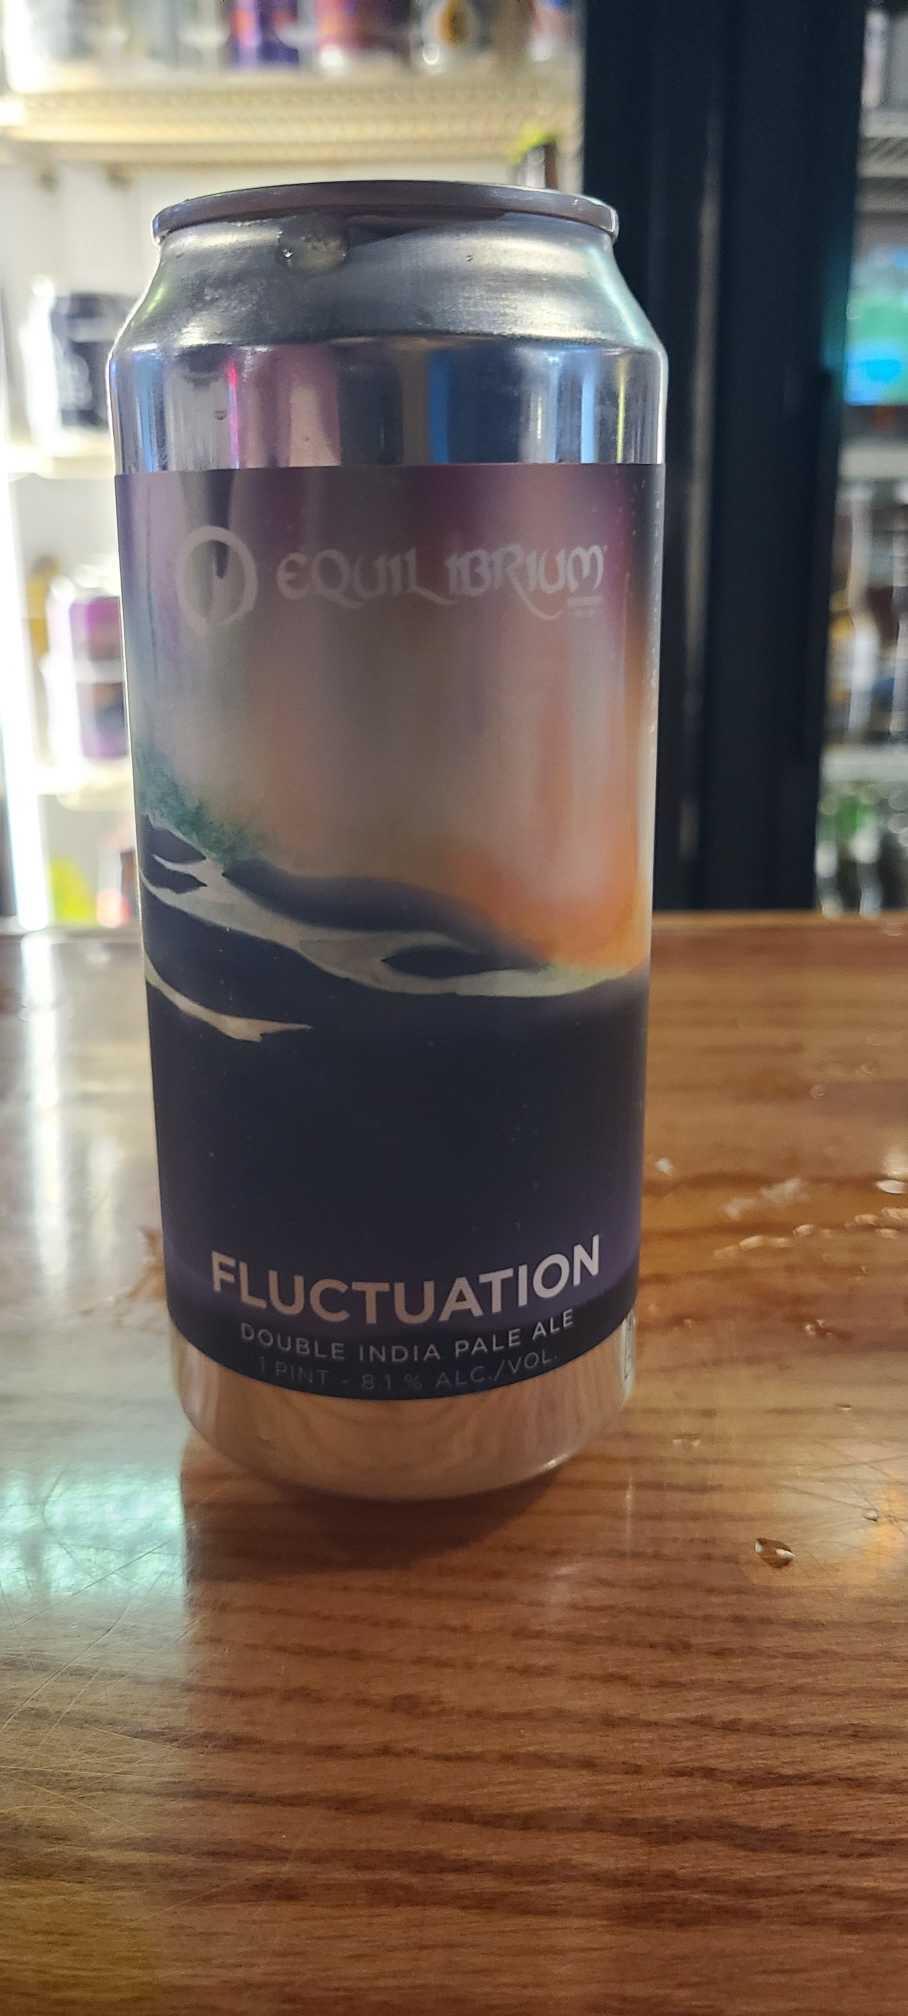 EQUILIBRIUM
FLUCTUATION
DOUBLE INDIA PALE ALE
1 PINT - 8.1 % ALC./VOL.